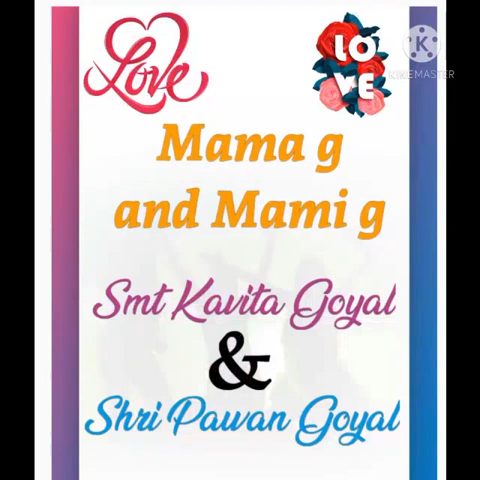 Love
LO
VE
KINEMASTER
Mama g
and Mami g
Smt Kavita Goyal
&
Shri Pawan Goyal